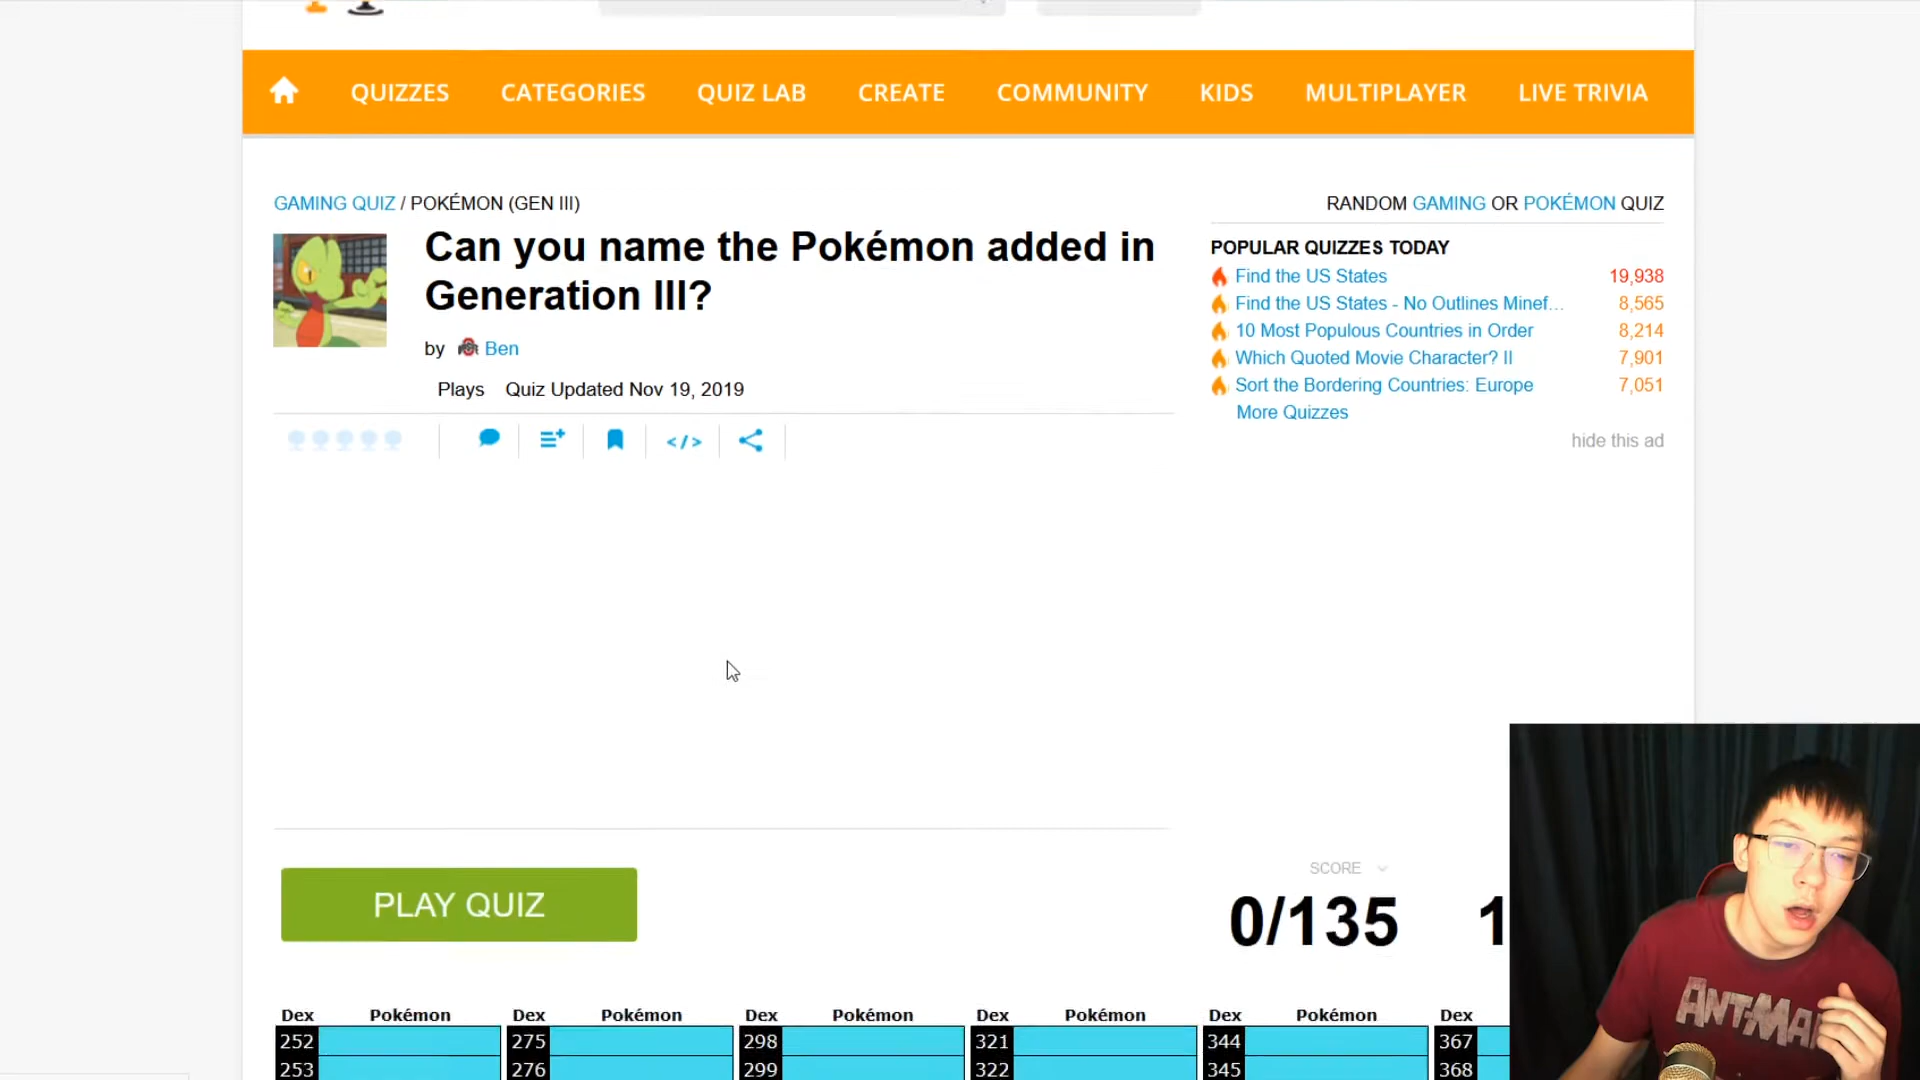 QUIZZES CATEGORIES QUIZ LAB CREATE COMMUNITY KIDS MULTIPLAYER LIVE TRIVIA
GAMING QUIZ / POKÉMON (GEN III)
Can you name the Pokémon added in
Generation III?
by Ben
Plays Quiz Updated Nov 19, 2019
</>
RANDOM GAMING OR POKÉMON QUIZ
POPULAR QUIZZES TODAY
Find the US States 19,938
Find the US States - No Outlines Minef... 8,565
10 Most Populous Countries in Order 8,214
Which Quoted Movie Character? II 7,901
Sort the Bordering Countries: Europe 7,051
More Quizzes
hide this ad
PLAY QUIZ
SCORE
0/135 1
Dex Pokémon Dex Pokémon Dex Pokémon Dex Pokémon Dex Pokémon Dex
252 275 298 321 344 367
253 276 299 322 345 368
ANT-MA